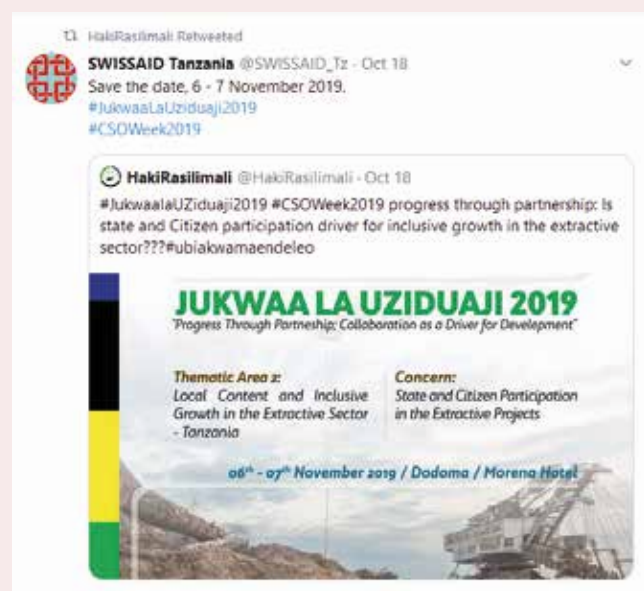 HakiRasilimali Retweeted
SWISSAID Tanzania @SWISSAID_Tz - Oct 18
Save the date, 6 - 7 November 2019.
#JukwaaLaUziduaji2019
#CSOWeek2019
HakiRasilimali @HakiRasilimali - Oct 18
#JukwaalaUZiduaji2019 #CSOWeek2019 progress through partnership: Is
state and Citizen participation driver for inclusive growth in the extractive
sector???#ubiakwamaendeleo
JUKWAA LA UZIDUAJI 2019
"Progress Through Partneship; Collaboration as a Driver for Development"
Thematic Area 2:
Local Content and Inclusive
Growth in the Extractive Sector
- Tanzania
Concern:
State and Citizen Participation
in the Extractive Projects
06th - 07th November 2019 / Dodoma / Morena Hotel